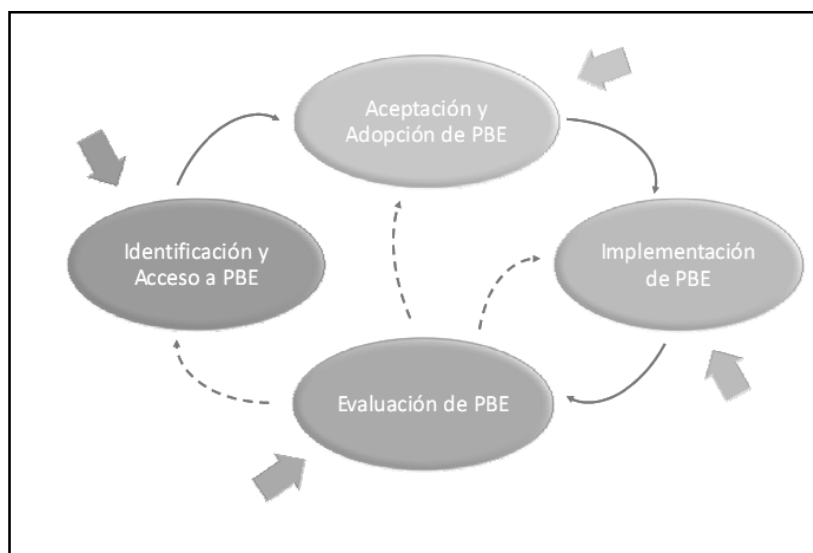 Aceptación y
Adopción de PBE
Identificación y
Acceso a PBE
Implementación
de PBE
Evaluación de PBE